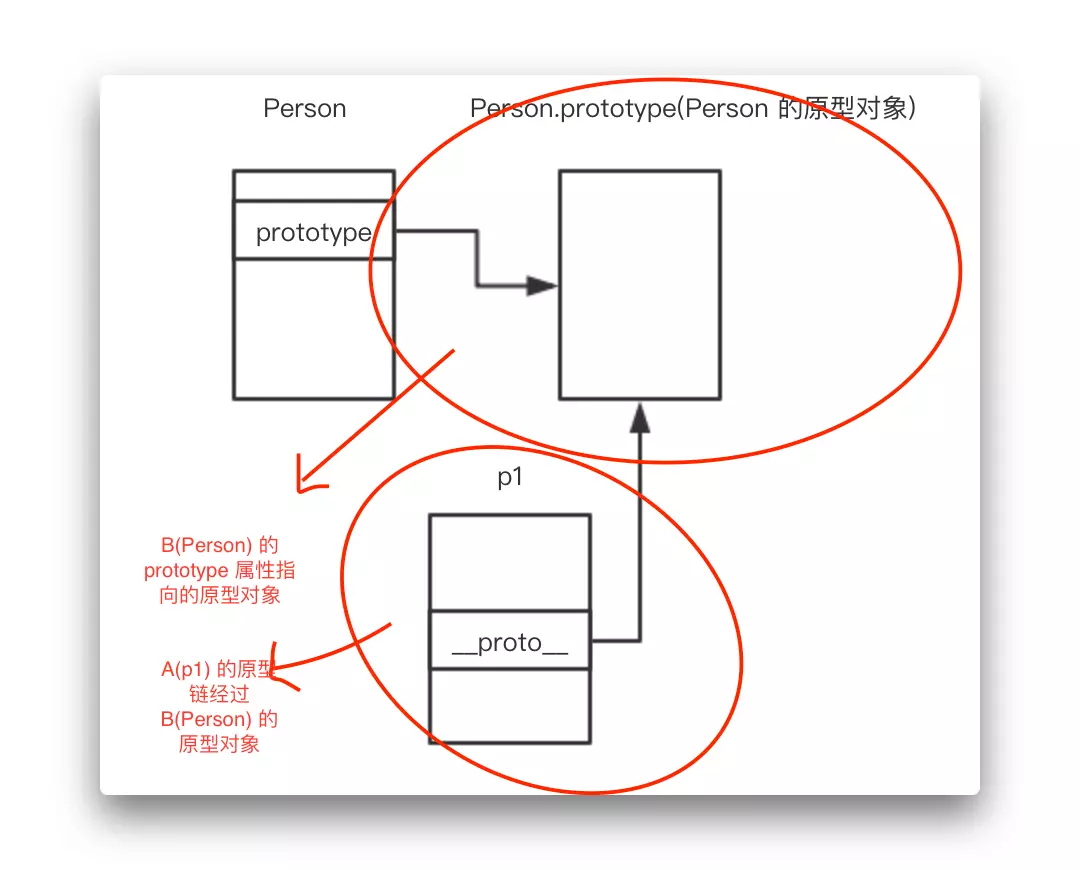 Person
Person.prototype(Person 的原型对象)
prototype
p1
B(Person) 的
prototype 属性指
向的原型对象
__proto__
A(p1) 的原型
链经过
B(Person) 的
原型对象